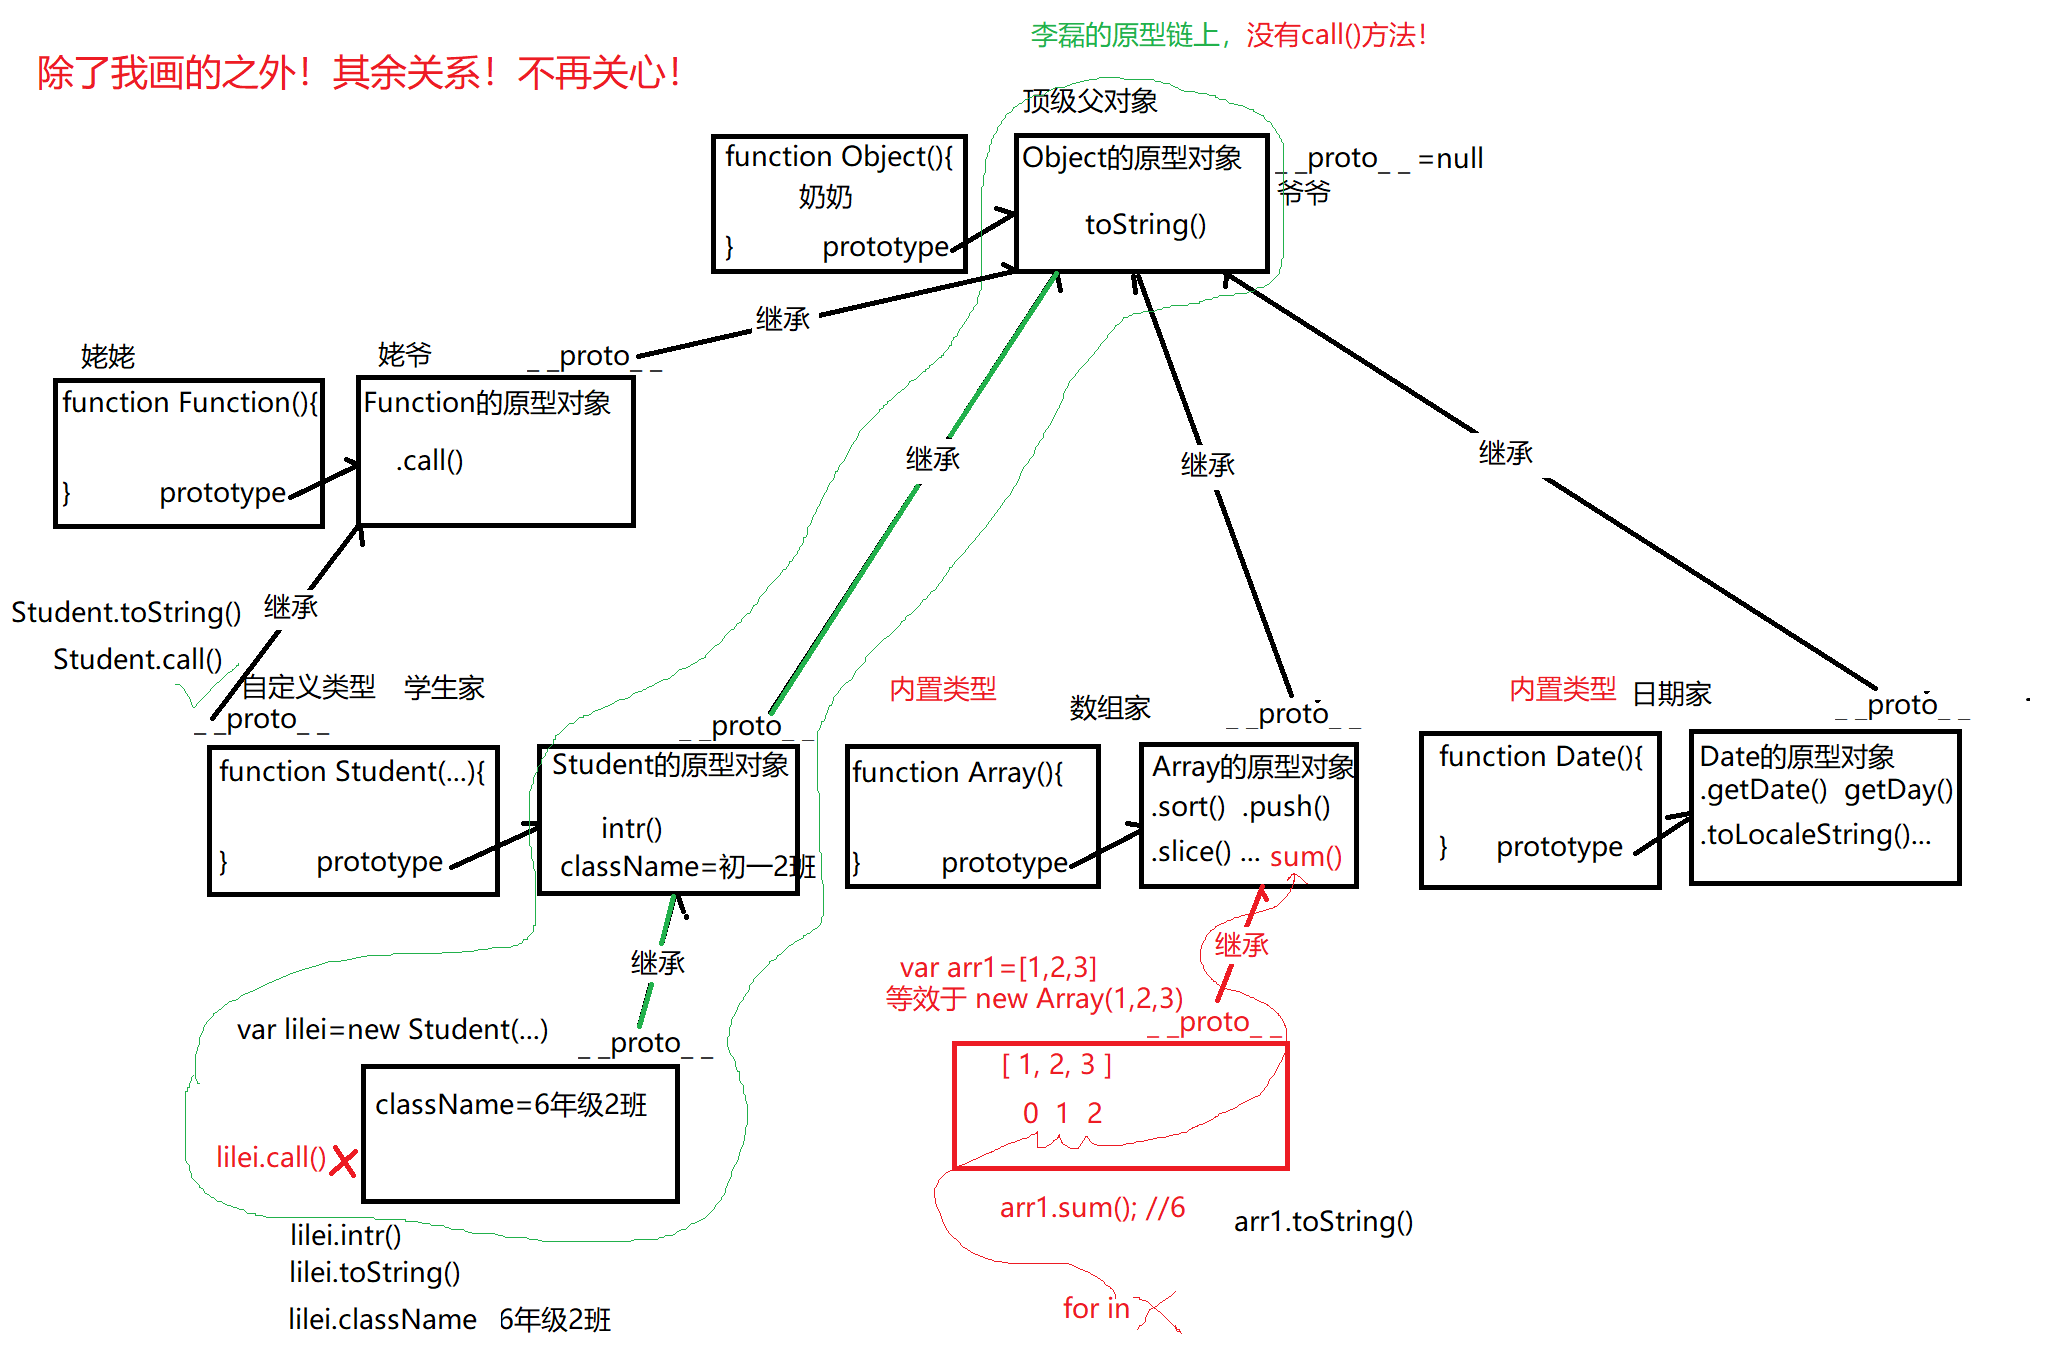 李磊的原型链上，没有call()方法！
除了我画的之外！其余关系！不再关心！
顶级父对象
function Object(){
奶奶
}
prototype
Object的原型对象
toString()
_ _proto_ _ =null
爷爷
继承
姥姥
姥爷
_ _proto_ _
function Function(){
}
prototype
Function的原型对象
.call()
继承
继承
继承
Student.toString()
继承
Student.call()
自定义类型
学生家
_ _proto_ _
function Student(...){
}
prototype
_ _proto_ _
Student的原型对象
intr()
className=初一2班
内置类型
数组家
_ _proto_ _
function Array(){
}
prototype
Array的原型对象
.sort() .push()
.slice() ... sum()
内置类型
日期家
_ _proto_ _
function Date(){
}
prototype
Date的原型对象
.getDate() getDay()
.toLocaleString()...
继承
var lilei=new Student(...)
_ _proto_ _
className=6年级2班
lilei.call()
lilei.intr()
lilei.toString()
lilei.className 6年级2班
继承
var arr1=[1,2,3]
等效于 new Array(1,2,3)
_ _proto_ _
[ 1, 2, 3 ]
0 1 2
arr1.sum(); //6
arr1.toString()
for in